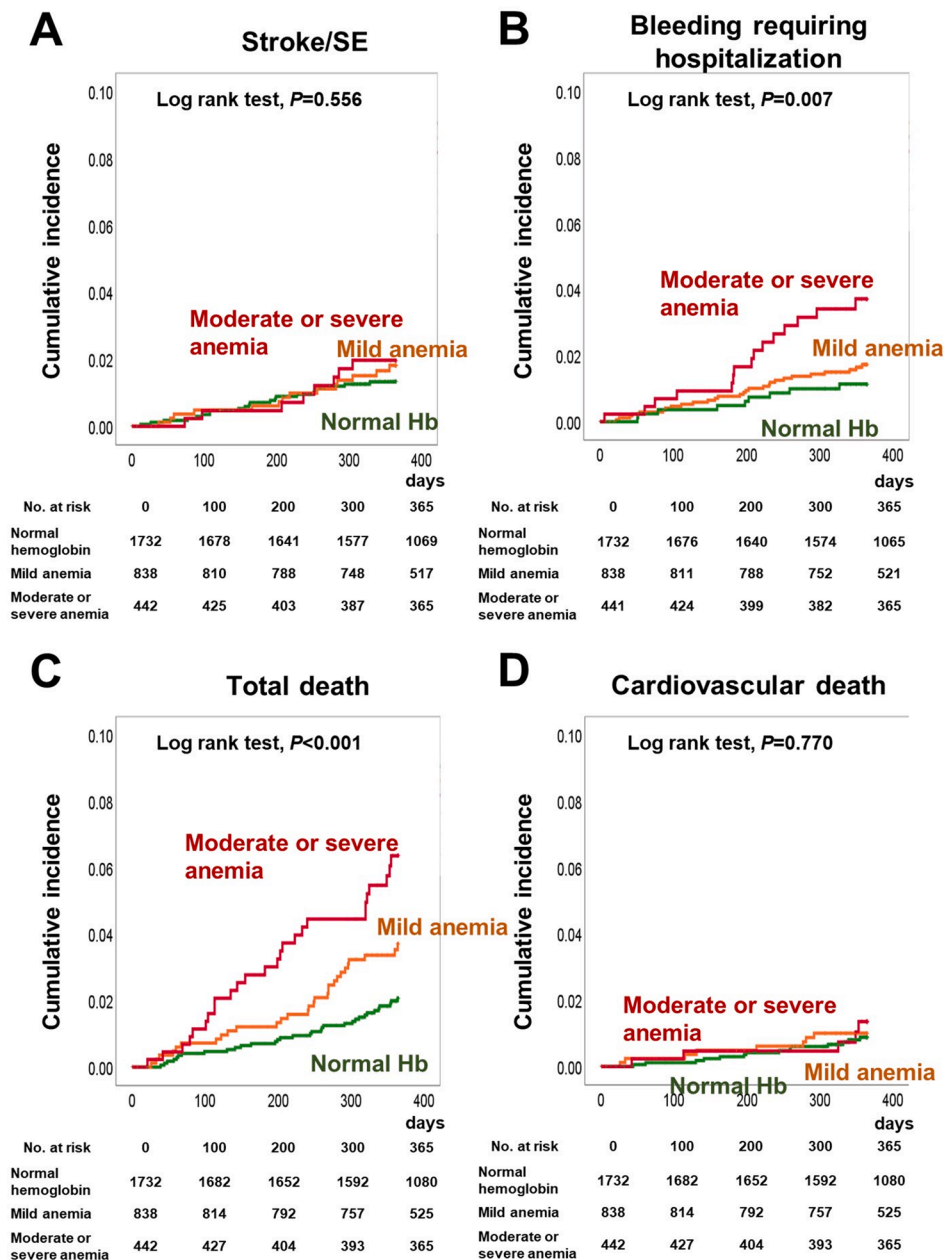 A
Stroke/SE
Log rank test, P=0.556
Cumulative incidence
0.10
0.08
0.06
0.04
0.02
0.00
Moderate or severe
anemia
Mild anemia
Normal Hb
0 100 200 300 400
days
No. at risk 0 100 200 300 365
Normal
hemoglobin 1732 1678 1641 1577 1069
Mild anemia 838 810 788 748 517
Moderate or
severe anemia 442 425 403 387 365
B
Bleeding requiring
hospitalization
Log rank test, P=0.007
Cumulative incidence
0.10
0.08
0.06
0.04
0.02
0.00
Moderate or severe
anemia
Mild anemia
Normal Hb
0 100 200 300 400
days
No. at risk 0 100 200 300 365
Normal
hemoglobin 1732 1676 1640 1574 1065
Mild anemia 838 811 788 752 521
Moderate or
severe anemia 441 424 399 382 365
C
Total death
Log rank test, P<0.001
Cumulative incidence
0.10
0.08
0.06
0.04
0.02
0.00
Moderate or severe
anemia
Mild anemia
Normal Hb
0 100 200 300 400
days
No. at risk 0 100 200 300 365
Normal
hemoglobin 1732 1682 1652 1592 1080
Mild anemia 838 814 792 757 525
Moderate or
severe anemia 442 427 404 393 365
D
Cardiovascular death
Log rank test, P=0.770
Cumulative incidence
0.10
0.08
0.06
0.04
0.02
0.00
Moderate or severe
anemia
Mild anemia
Normal Hb
0 100 200 300 400
days
No. at risk 0 100 200 300 365
Normal
hemoglobin 1732 1682 1652 1592 1080
Mild anemia 838 814 792 757 525
Moderate or
severe anemia 442 427 404 393 365